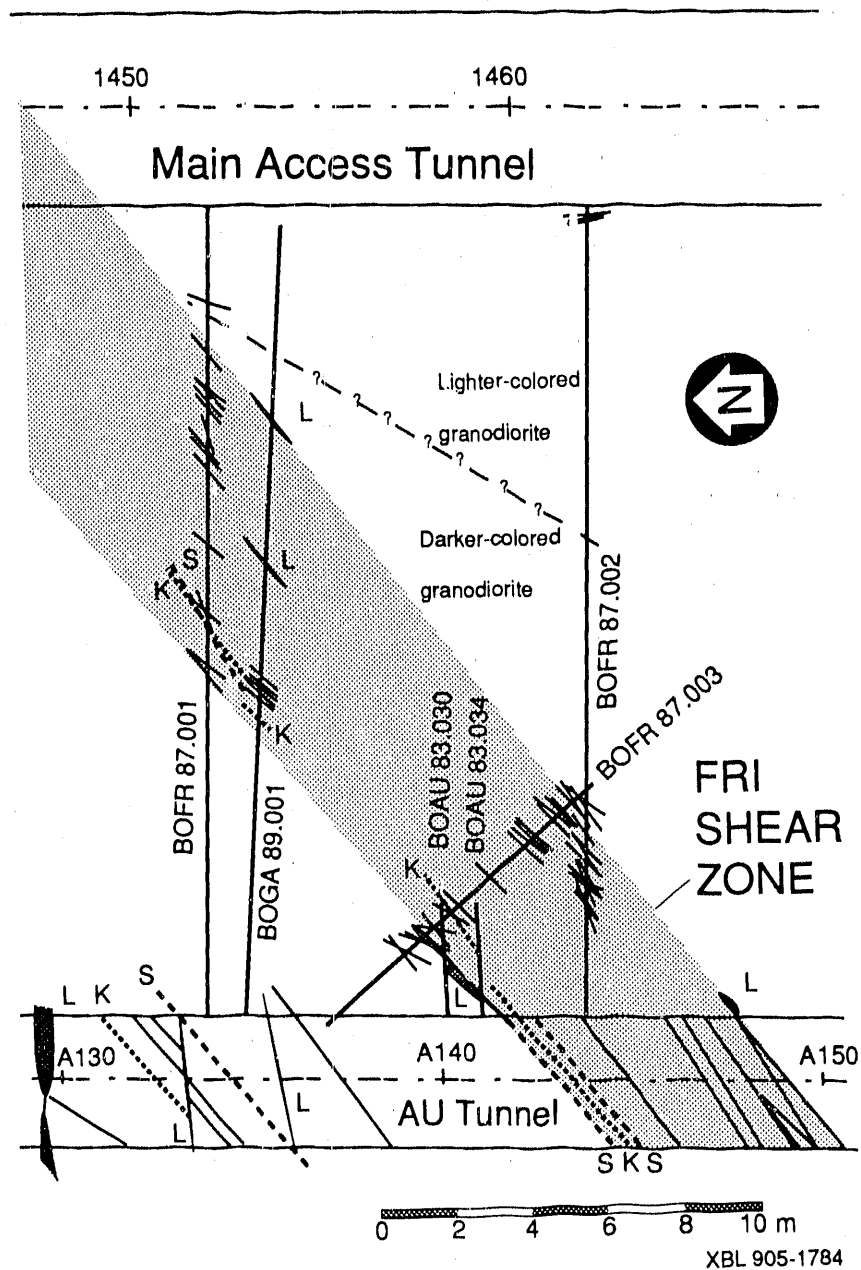 1450
1460
Main Access Tunnel
?
Lighter-colored
granodiorite
? ? ? ? ? ? ?
L
N
Darker-colored
granodiorite
S
L
K
K
BOFR 87.001
BOGA 89.001
BOAU 83.030
BOAU 83.034
BOFR 87.002
BOFR 87.003
FRI
SHEAR
ZONE
K
S
L K
L
L
A130
A140
A150
L
AU Tunnel
L
S K S
0 2 4 6 8 10 m
XBL 905-1784